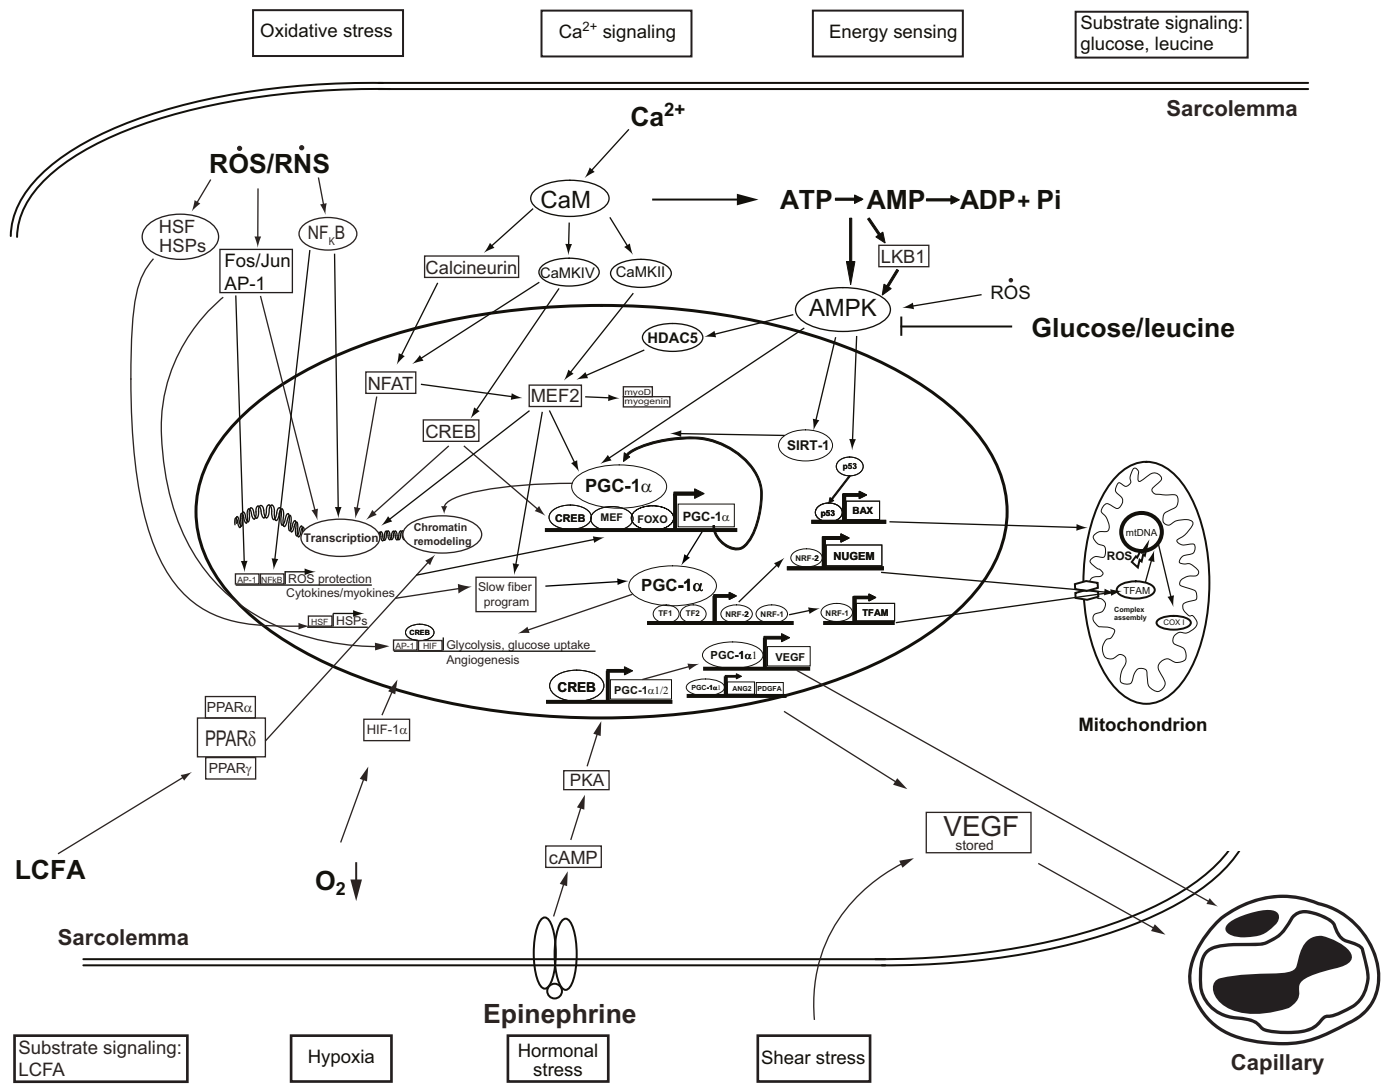 Oxidative stress
Ca2+ signaling
Energy sensing
Substrate signaling:
glucose, leucine
Sarcolemma
Ca2+
ROS/RNS
CaM
ATP
AMP
ADP + Pi
HSF
HSPs
NFKB
Fos/Jun
AP-1
Calcineurin
CaMKIV
CaMKII
LKB1
AMPK
ROS
Glucose/leucine
HDAC5
NFAT
MEF2
myoD
myogenin
CREB
SIRT-1
p53
PGC-1α
CREB
MEF
FOXO
PGC-1α
p53
BAX
Transcription
Chromatin
remodeling
mtDNA
ROS
NRF-2
NUGEM
AP-1
NFkB
ROS protection
Cytokines/myokines
Slow fiber
program
PGC-1α
TF1
TF2
NRF-2
NRF-1
NRF-1
TFAM
TFAM
Complex
assembly
COX I
HSF
HSPs
CREB
AP-1
HIF
Glycolysis, glucose uptake
Angiogenesis
PGC-1α1
VEGF
CREB
PGC-1α1/2
PGC-1α1
ANG2
PDGFA
Mitochondrion
PPARα
PPARδ
PPARγ
HIF-1α
PKA
VEGF
stored
cAMP
LCFA
O2
Sarcolemma
Epinephrine
Capillary
Substrate signaling:
LCFA
Hypoxia
Hormonal
stress
Shear stress